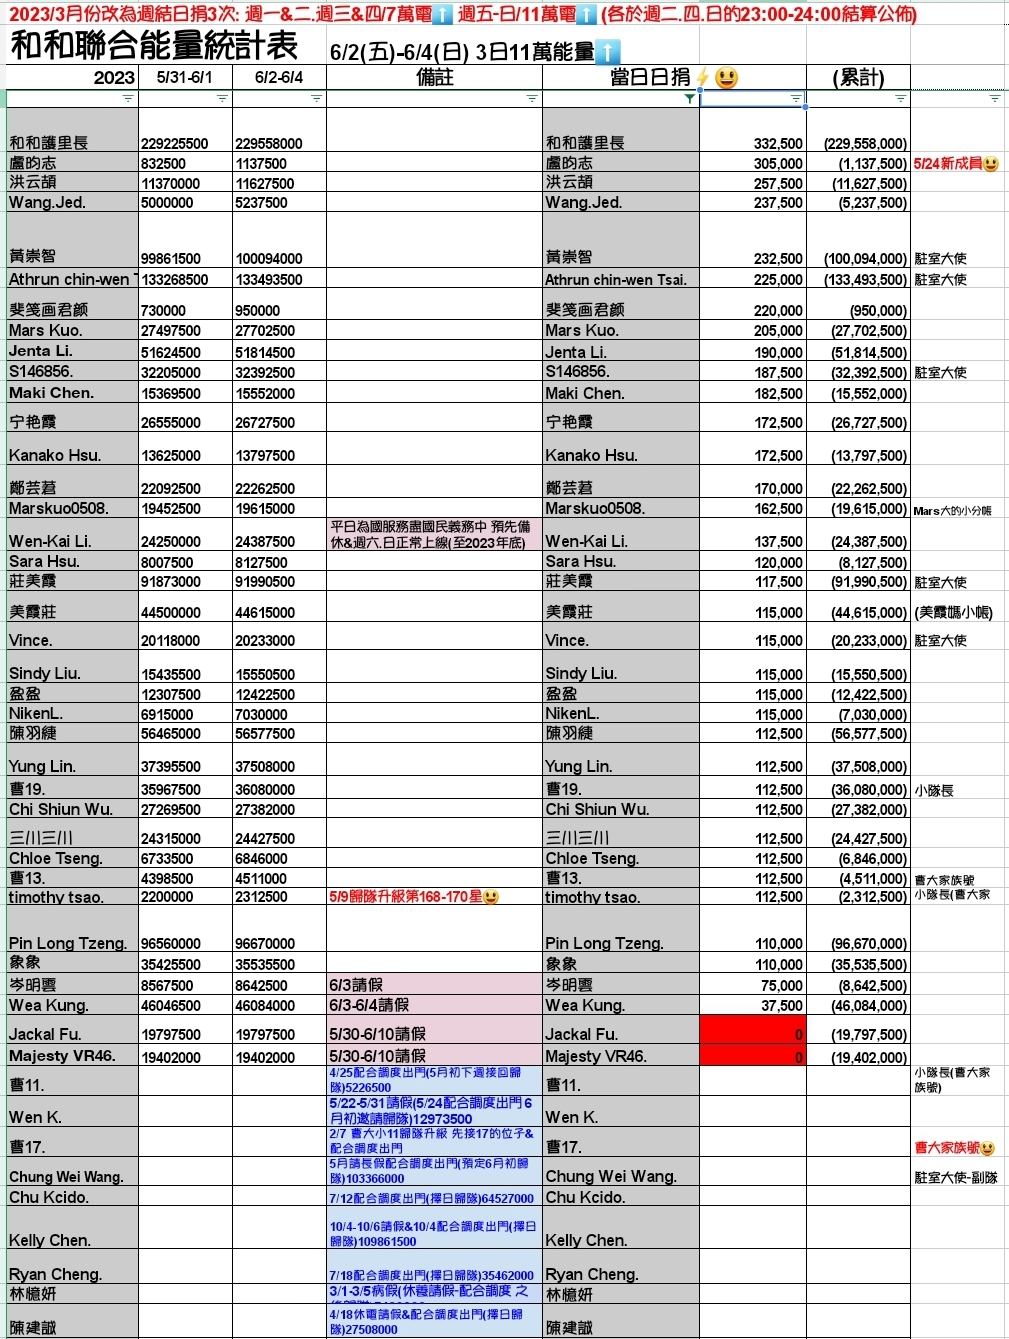 2023/3月份改為週結日捐3次: 週一&二.週三&四/7萬電⬆️ 週五-日/11萬電⬆️ (各於週二.四.日的23:00-24:00結算公佈)
和和聯合能量統計表 6/2(五)-6/4(日) 3日11萬能量⬆️
2023 5/31-6/1 6/2-6/4 備註 當日日捐⚡😃 (累計)
和和護里長 229225500 229558000 和和護里長 332,500 (229,558,000)
盧昀志 832500 1137500 盧昀志 305,000 (1,137,500) 5/24新成員😃
洪云頡 11370000 11627500 洪云頡 257,500 (11,627,500)
Wang.Jed. 5000000 5237500 Wang.Jed. 237,500 (5,237,500)
黃崇智 99861500 100094000 黃崇智 232,500 (100,094,000) 駐室大使
Athrun chin-wen T 133268500 133493500 Athrun chin-wen Tsai. 225,000 (133,493,500) 駐室大使
斐笺画君颜 730000 950000 斐笺画君颜 220,000 (950,000)
Mars Kuo. 27497500 27702500 Mars Kuo. 205,000 (27,702,500)
Jenta Li. 51624500 51814500 Jenta Li. 190,000 (51,814,500)
S146856. 32205000 32392500 S146856. 187,500 (32,392,500) 駐室大使
Maki Chen. 15369500 15552000 Maki Chen. 182,500 (15,552,000)
宁艳霞 26555000 26727500 宁艳霞 172,500 (26,727,500)
Kanako Hsu. 13625000 13797500 Kanako Hsu. 172,500 (13,797,500)
鄭芸莙 22092500 22262500 鄭芸莙 170,000 (22,262,500)
Marskuo0508. 19452500 19615000 Marskuo0508. 162,500 (19,615,000) Mars大的小分帳
平日為國服務盡國民義務中 預先備
Wen-Kai Li. 24250000 24387500 休&週六.日正常上線(至2023年底) Wen-Kai Li. 137,500 (24,387,500)
Sara Hsu. 8007500 8127500 Sara Hsu. 120,000 (8,127,500)
莊美霞 91873000 91990500 莊美霞 117,500 (91,990,500) 駐室大使
美霞莊 44500000 44615000 美霞莊 115,000 (44,615,000) (美霞媽小帳)
Vince. 20118000 20233000 Vince. 115,000 (20,233,000) 駐室大使
Sindy Liu. 15435500 15550500 Sindy Liu. 115,000 (15,550,500)
盈盈 12307500 12422500 盈盈 115,000 (12,422,500)
NikenL. 6915000 7030000 NikenL. 115,000 (7,030,000)
陳羽緁 56465000 56577500 陳羽緁 112,500 (56,577,500)
Yung Lin. 37395500 37508000 Yung Lin. 112,500 (37,508,000)
曹19. 35967500 36080000 曹19. 112,500 (36,080,000) 小隊長
Chi Shiun Wu. 27269500 27382000 Chi Shiun Wu. 112,500 (27,382,000)
三川三川 24315000 24427500 三川三川 112,500 (24,427,500)
Chloe Tseng. 6733500 6846000 Chloe Tseng. 112,500 (6,846,000)
曹13. 4398500 4511000 曹13. 112,500 (4,511,000) 曹大家族號
timothy tsao. 2200000 2312500 5/9歸隊升級第168-170星😃 timothy tsao. 112,500 (2,312,500) 小隊長(曹大家
Pin Long Tzeng. 96560000 96670000 Pin Long Tzeng. 110,000 (96,670,000)
象象 35425500 35535500 象象 110,000 (35,535,500)
岑明雲 8567500 8642500 6/3請假 岑明雲 75,000 (8,642,500)
Wea Kung. 46046500 46084000 6/3-6/4請假 Wea Kung. 37,500 (46,084,000)
Jackal Fu. 19797500 19797500 5/30-6/10請假 Jackal Fu. 0 (19,797,500)
Majesty VR46. 19402000 19402000 5/30-6/10請假 Majesty VR46. 0 (19,402,000)
4/25配合調度出門(5月初下週接回歸 小隊長(曹大家
曹11. 隊)5226500 曹11. 族號)
5/22-5/31請假(5/24配合調度出門6
Wen K. 月初邀請歸隊)12973500 Wen K.
2/7 曹大小11歸隊升級 先接17的位子&
曹17. 配合調度出門 曹17. 曹大家族號😃
5月請長假配合調度出門(預定6月初歸
Chung Wei Wang. 隊)103366000 Chung Wei Wang. 駐室大使-副隊
Chu Kcido. 7/12配合調度出門(擇日歸隊)64527000 Chu Kcido.
10/4-10/6請假&10/4配合調度出門(擇日
Kelly Chen. 歸隊)109861500 Kelly Chen.
Ryan Cheng. 7/18配合調度出門(擇日歸隊)35462000 Ryan Cheng.
林臆妍 3/1-3/5病假(休養請假-配合調度 之 林臆妍
4/18休電請假&配合調度出門(擇日歸
陳建誠 隊)27508000 陳建誠